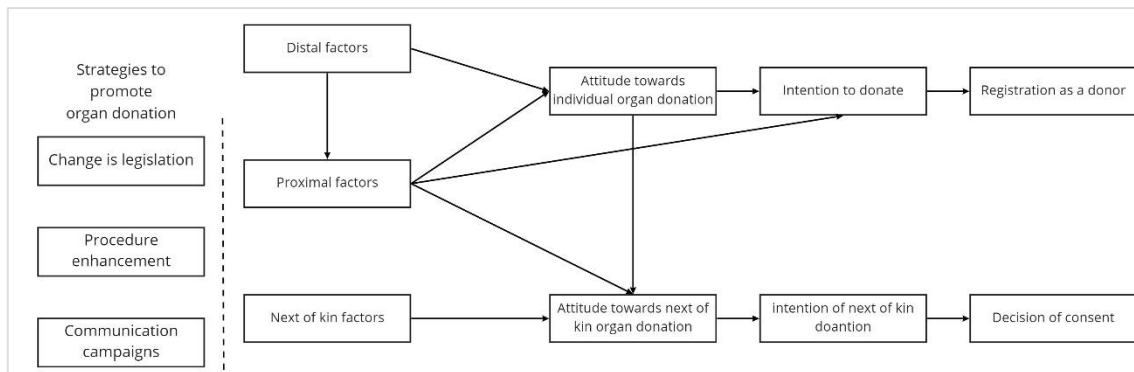 Strategies to
promote
organ donation
Change is legislation
Procedure
enhancement
Communication
campaigns
Distal factors
Proximal factors
Next of kin factors
Attitude towards
individual organ donation
Attitude towards next of
kin organ donation
Intention to donate
intention of next of kin
doantion
Registration as a donor
Decision of consent